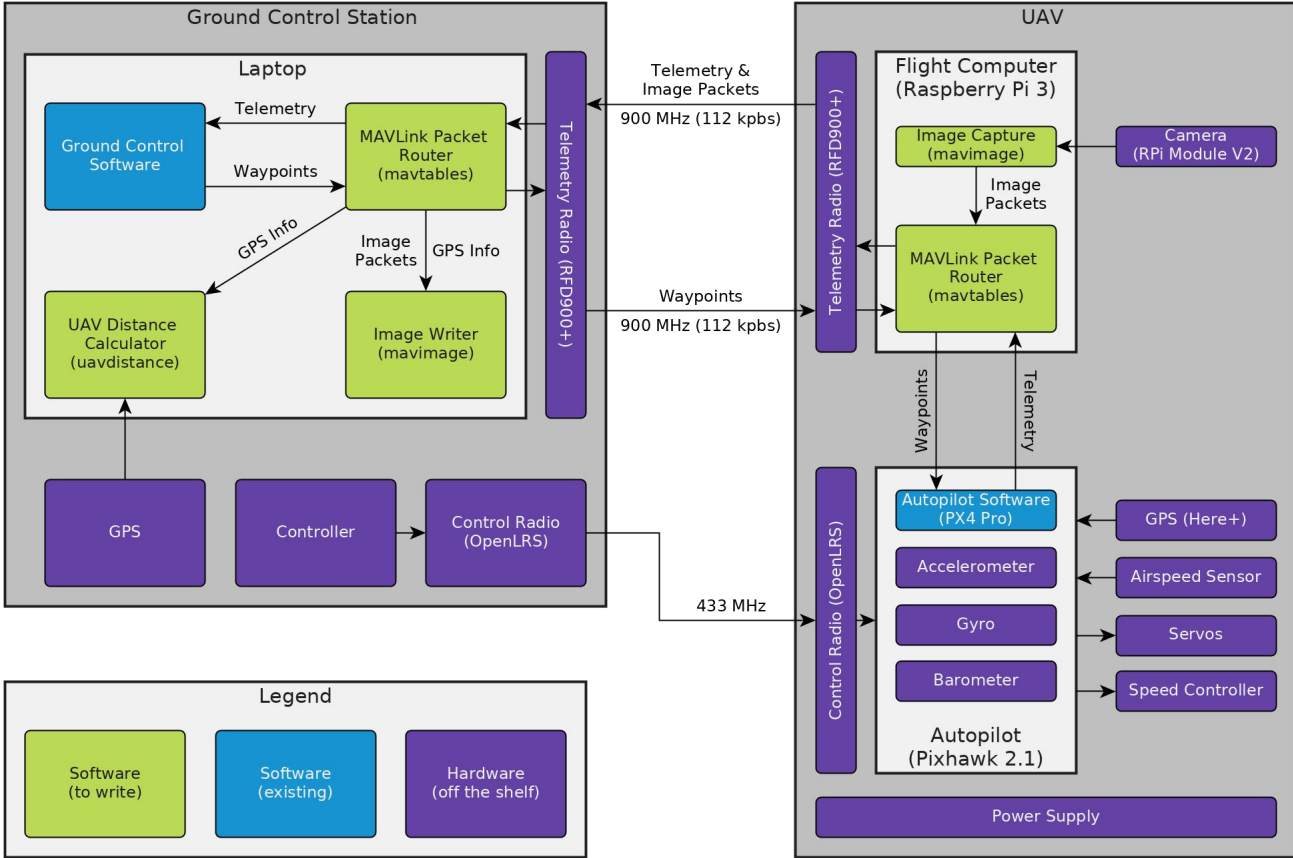 Ground Control Station
Laptop
Ground Control
Software
Telemetry
Waypoints
MAVLink Packet
Router
(mavtables)
GPS Info
Image
Packets
GPS Info
UAV Distance
Calculator
(uavdistance)
Image Writer
(mavimage)
Telemetry Radio (RFD900+)
GPS
Controller
Control Radio
(OpenLRS)
Telemetry &
Image Packets
900 MHz (112 kpbs)
Waypoints
900 MHz (112 kpbs)
433 MHz
UAV
Telemetry Radio (RFD900+)
Flight Computer
(Raspberry Pi 3)
Image Capture
(mavimage)
Camera
(RPi Module V2)
Image
Packets
MAVLink Packet
Router
(mavtables)
Waypoints
Telemetry
Control Radio (OpenLRS)
Autopilot Software
(PX4 Pro)
Accelerometer
Gyro
Barometer
Autopilot
(Pixhawk 2.1)
GPS (Here+)
Airspeed Sensor
Servos
Speed Controller
Power Supply
Legend
Software
(to write)
Software
(existing)
Hardware
(off the shelf)